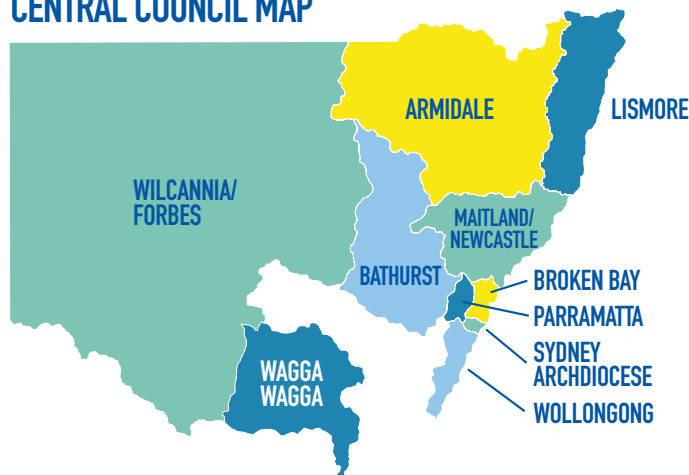 CENTRAL COUNCIL MAP
ARMIDALE
LISMORE
WILCANNIA/
FORBES
MAITLAND/
NEWCASTLE
BATHURST
BROKEN BAY
PARRAMATTA
SYDNEY
ARCHDIOCESE
WAGGA
WAGGA
WOLLONGONG